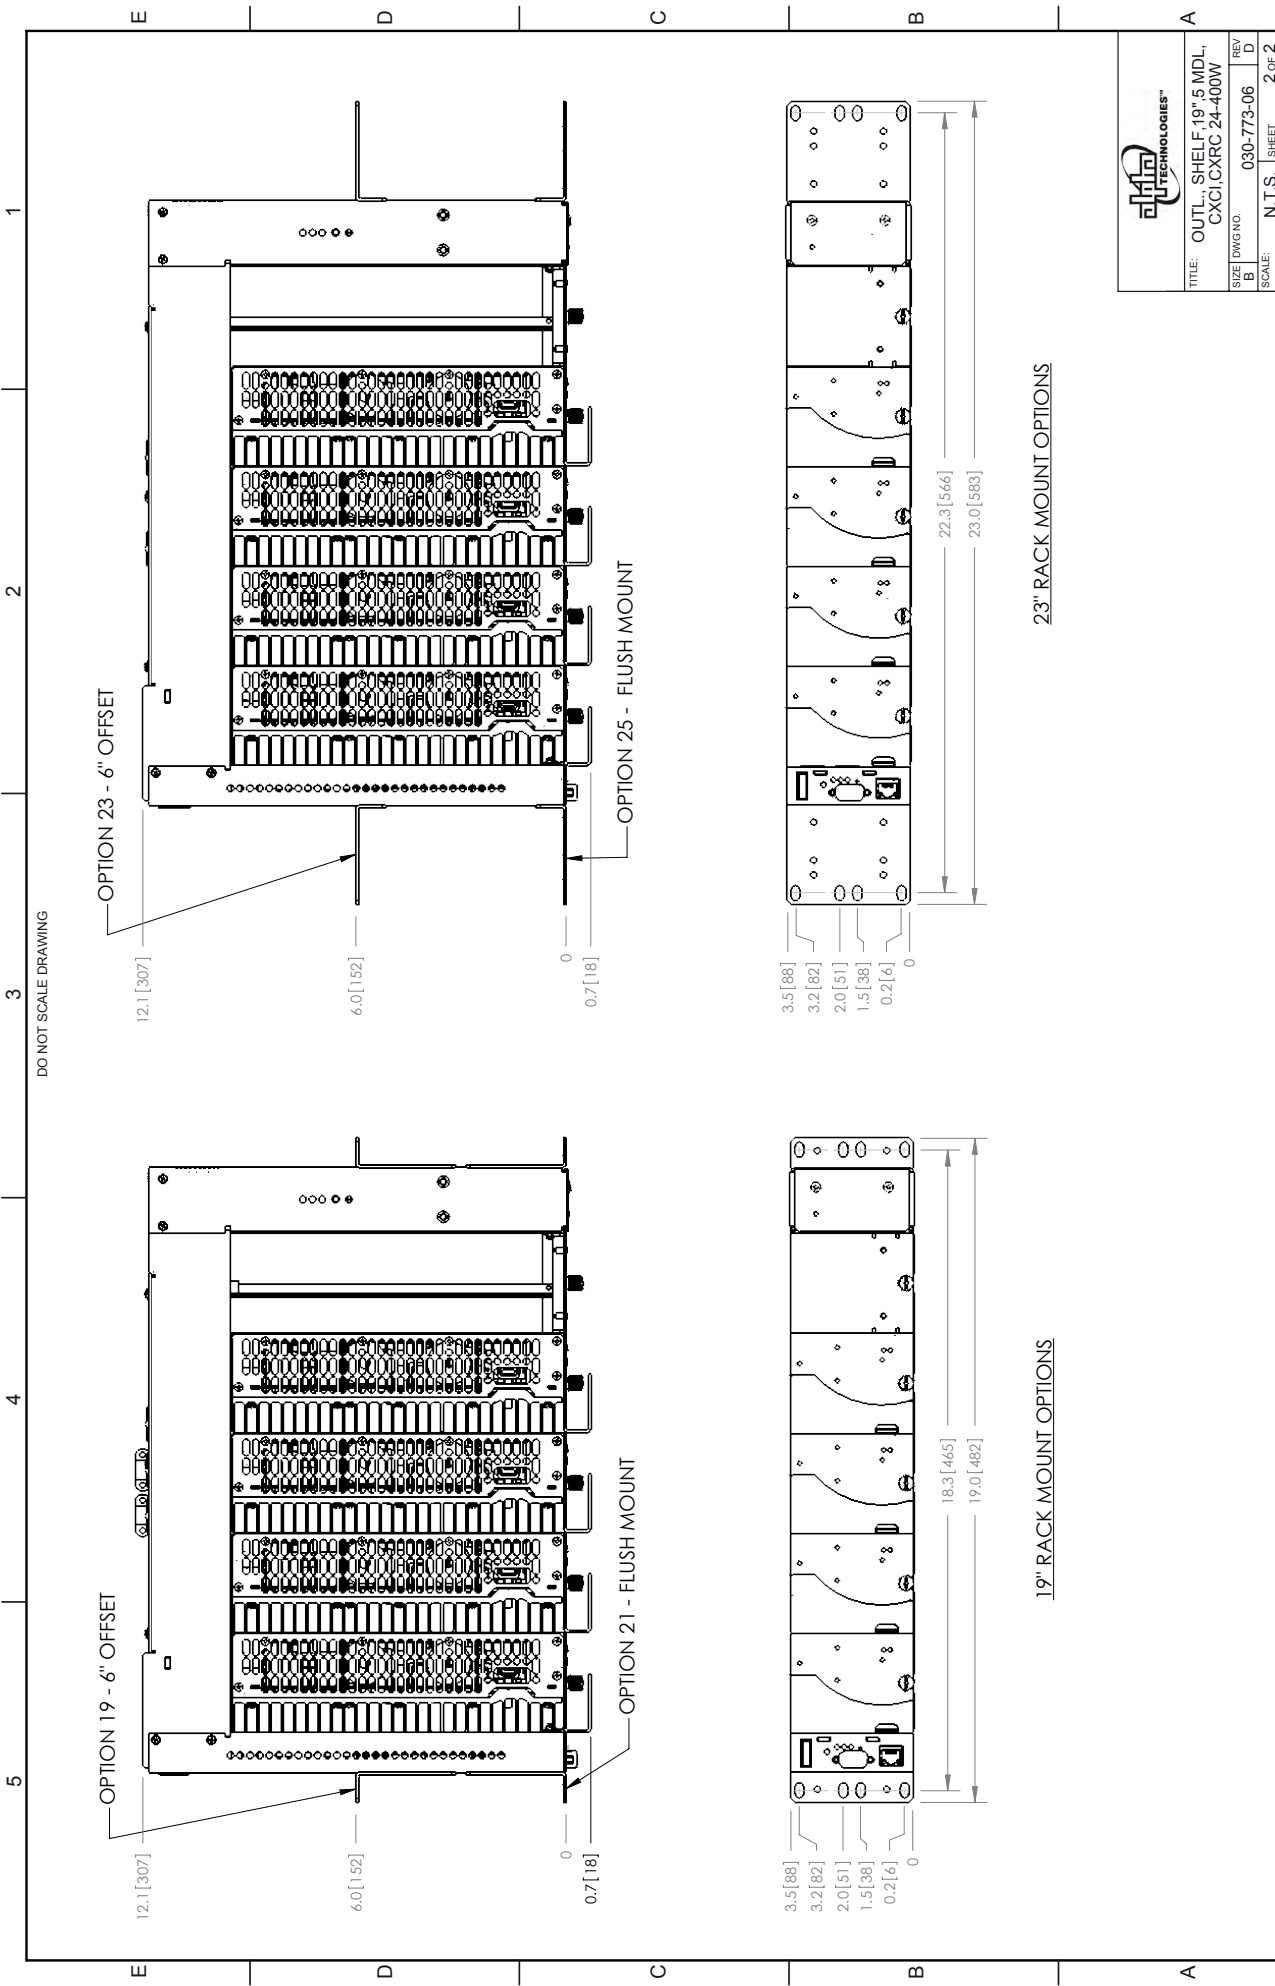 5
4
3
2
1
DO NOT SCALE DRAWING
E
D
C
B
A
E
D
C
B
A
OPTION 19 - 6" OFFSET
12.1 [307]
6.0 [152]
0
0.7 [18]
OPTION 21 - FLUSH MOUNT
OPTION 23 - 6" OFFSET
12.1 [307]
6.0 [152]
0
0.7 [18]
OPTION 25 - FLUSH MOUNT
3.5 [88]
3.2 [82]
2.0 [51]
1.5 [38]
0.2 [6]
0
18.3 [465]
19.0 [482]
19" RACK MOUNT OPTIONS
3.5 [88]
3.2 [82]
2.0 [51]
1.5 [38]
0.2 [6]
0
22.3 [566]
23.0 [583]
23" RACK MOUNT OPTIONS
TECHNOLOGIES™
TITLE: OUTL., SHELF,19",5 MDL,
CXCI,CXRC 24-400W
SIZE DWG NO. REV
B 030-773-06 D
SCALE: N.T.S. SHEET 2 OF 2